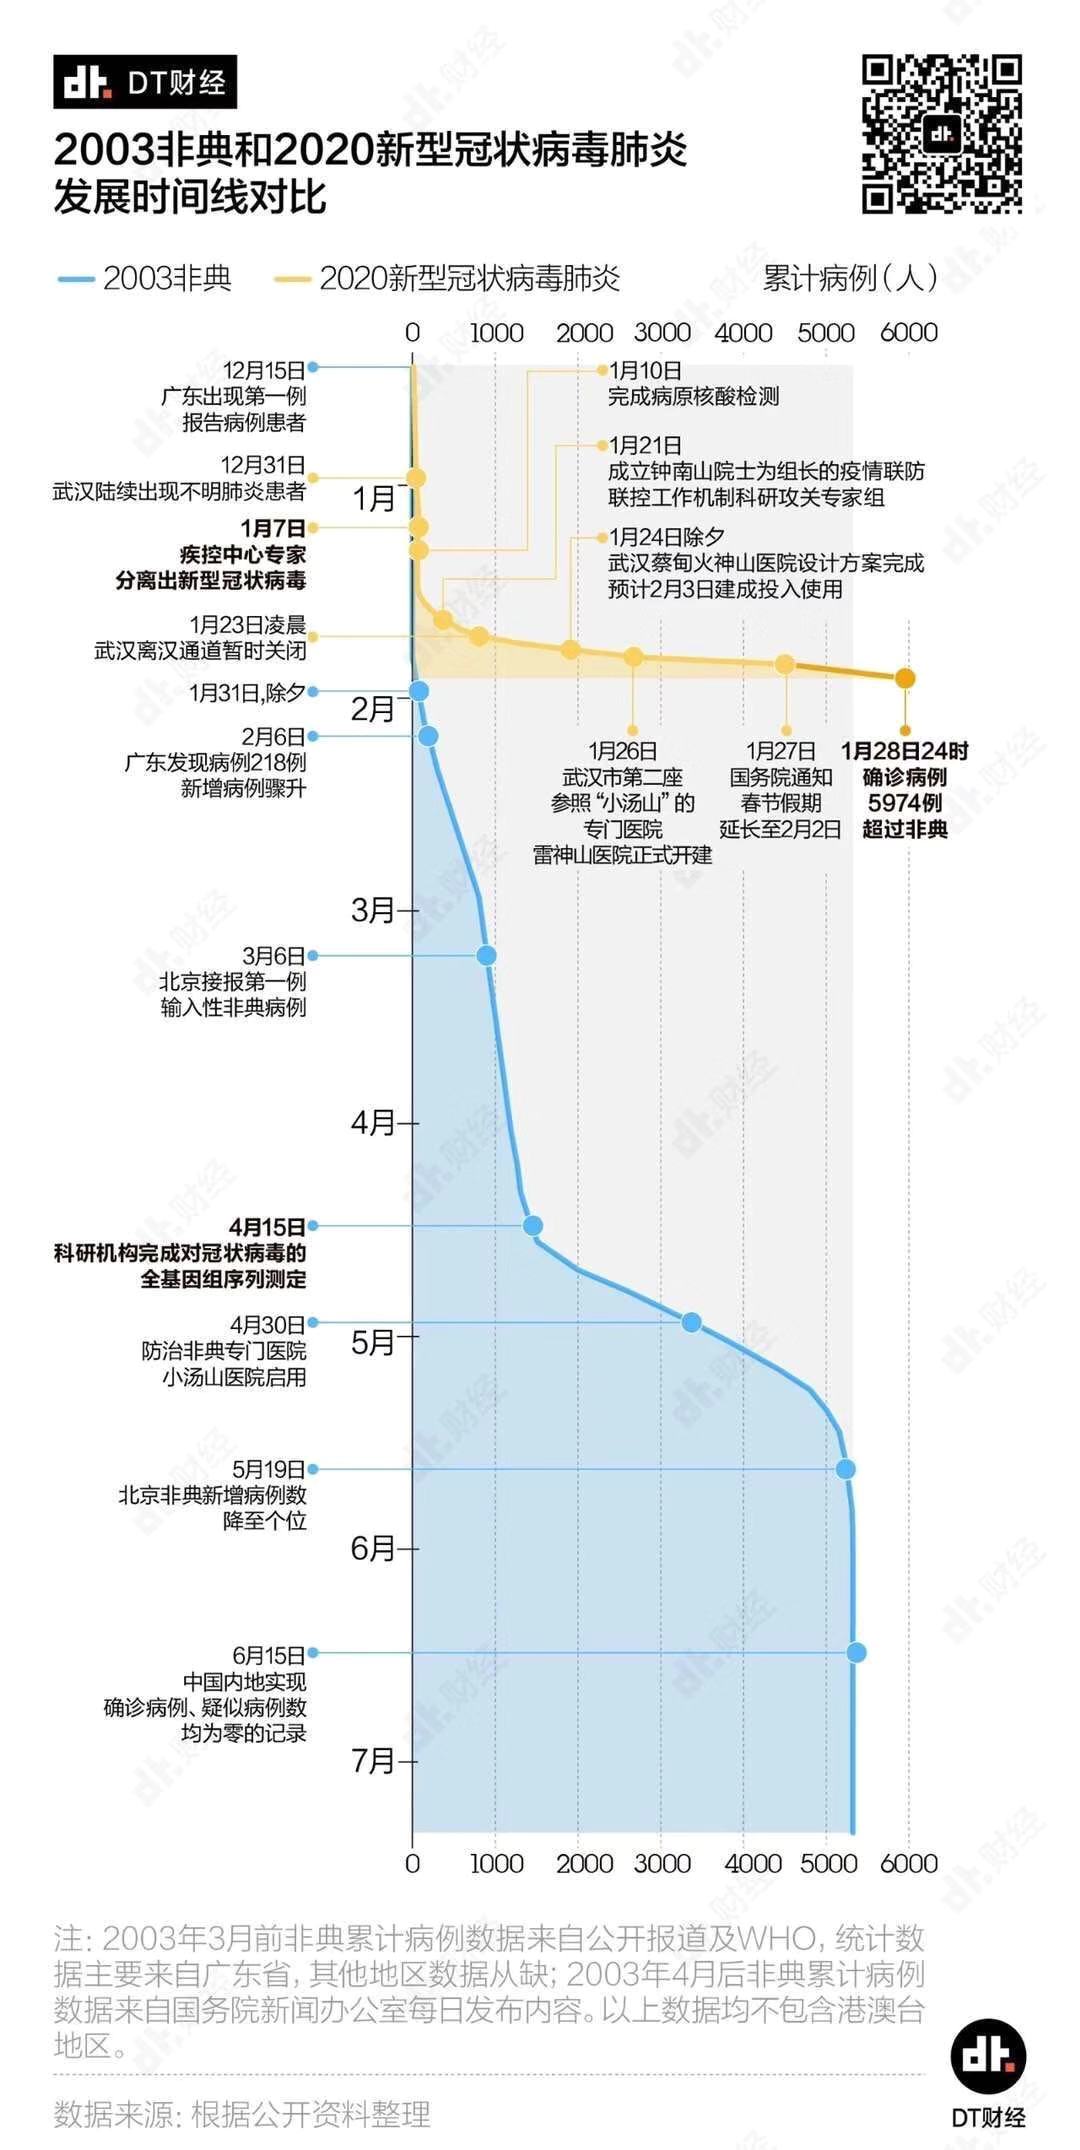 dt. DT财经
2003非典和2020新型冠状病毒肺炎
发展时间线对比
2003非典
2020新型冠状病毒肺炎
累计病例(人)
0 1000 2000 3000 4000 5000 6000
12月15日
广东出现第一例
报告病例患者
12月31日
武汉陆续出现不明肺炎患者
1月7日
疾控中心专家
分离出新型冠状病毒
1月23日凌晨
武汉离汉通道暂时关闭
1月31日,除夕
2月6日
广东发现病例218例
新增病例骤升
3月6日
北京接报第一例
输入性非典病例
4月15日
科研机构完成对冠状病毒的
全基因组序列测定
4月30日
防治非典专门医院
小汤山医院启用
5月19日
北京非典新增病例数
降至个位
6月15日
中国内地实现
确诊病例、疑似病例数
均为零的记录
1月
2月
3月
4月
5月
6月
7月
1月10日
完成病原核酸检测
1月21日
成立钟南山院士为组长的疫情联防
联控工作机制科研攻关专家组
1月24日除夕
武汉蔡甸火神山医院设计方案完成
预计2月3日建成投入使用
1月26日
武汉市第二座
参照“小汤山”的
专门医院
雷神山医院正式开建
1月27日
国务院通知
春节假期
延长至2月2日
1月28日24时
确诊病例
5974例
超过非典
0 1000 2000 3000 4000 5000 6000
注: 2003年3月前非典累计病例数据来自公开报道及WHO, 统计数
据主要来自广东省, 其他地区数据从缺; 2003年4月后非典累计病例
数据来自国务院新闻办公室每日发布内容。以上数据均不包含港澳台
地区。
数据来源: 根据公开资料整理
dt.
DT财经